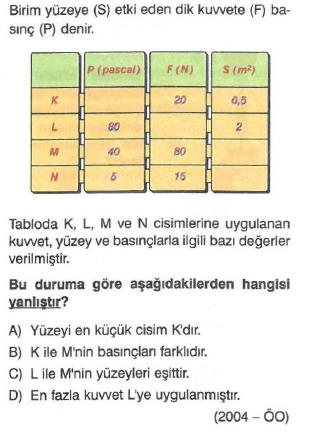 Birim yüzeye (S) etki eden dik kuvvete (F) ba-
sınç (P) denir.
P (pascal) F (N) S (m²)
K 20 0,5
L 80 2
M 40 80
N 5 15
Tabloda K, L, M ve N cisimlerine uygulanan
kuvvet, yüzey ve basınçlarla ilgili bazı değerler
verilmiştir.
Bu duruma göre aşağıdakilerden hangisi
yanlıştır?
A) Yüzeyi en küçük cisim K'dır.
B) K ile M'nin basınçları farklıdır.
C) L ile M'nin yüzeyleri eşittir.
D) En fazla kuvvet L'ye uygulanmıştır.
(2004 – ÖO)